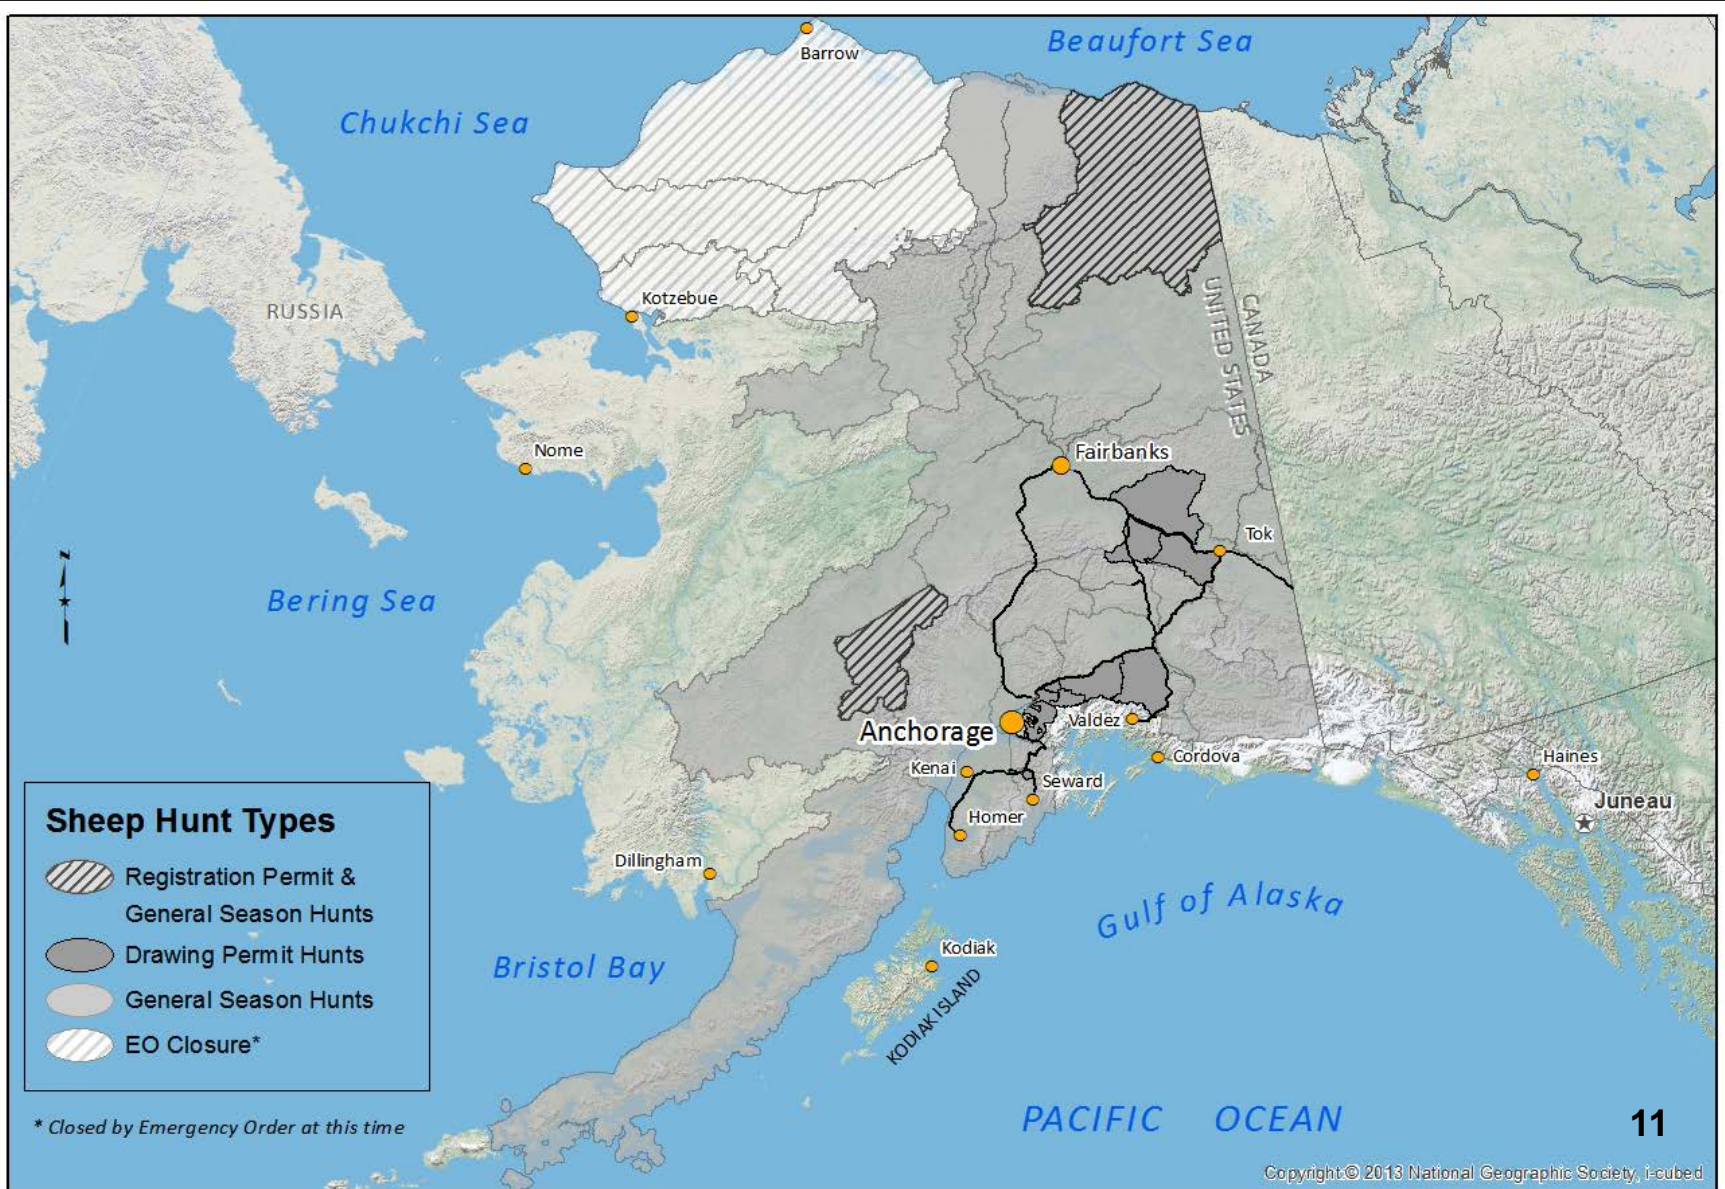 Beaufort Sea
Barrow
Chukchi Sea
RUSSIA
Kotzebue
UNITED STATES
CANADA
Nome
Fairbanks
Tok
N
Bering Sea
Anchorage
Valdez
Cordova
Kenai
Seward
Haines
Juneau
Homer
Dillingham
Sheep Hunt Types
Registration Permit &
General Season Hunts
Drawing Permit Hunts
General Season Hunts
EO Closure*
Gulf of Alaska
Kodiak
KODIAK ISLAND
Bristol Bay
* Closed by Emergency Order at this time
PACIFIC OCEAN
11
Copyright:© 2013 National Geographic Society, i-cubed